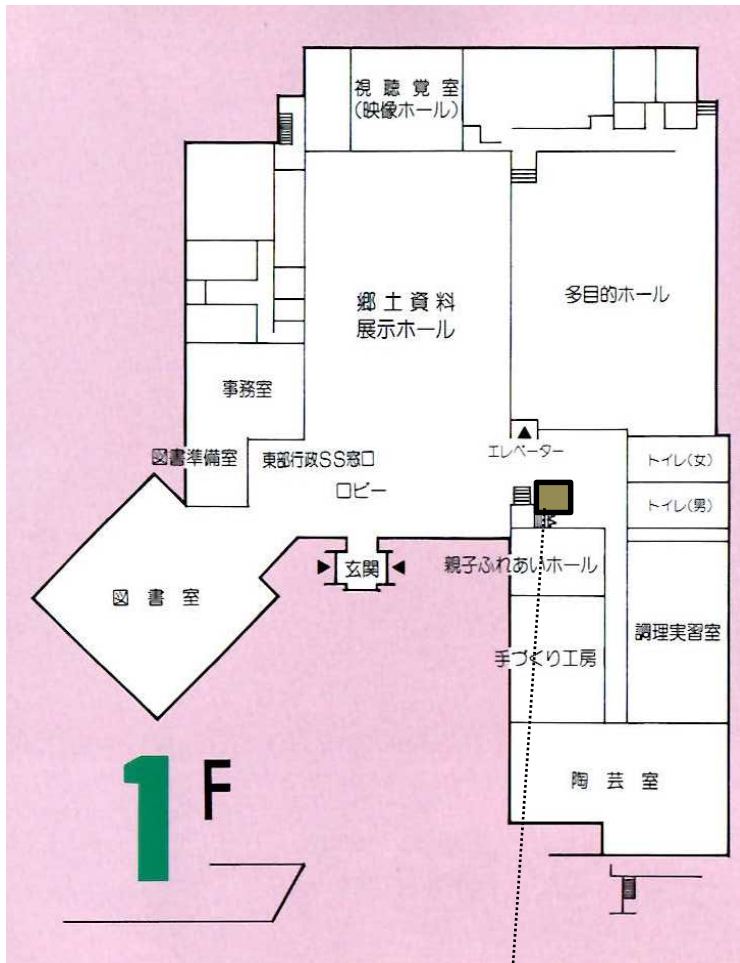 視聴覚室
(映像ホール)
郷土資料
展示ホール
多目的ホール
事務室
エレベーター
図書準備室
東部行政SS窓口
トイレ(女)
ロビー
トイレ(男)
玄関
親子ふれあいホール
図書室
手づくり工房
調理実習室
陶芸室
1F